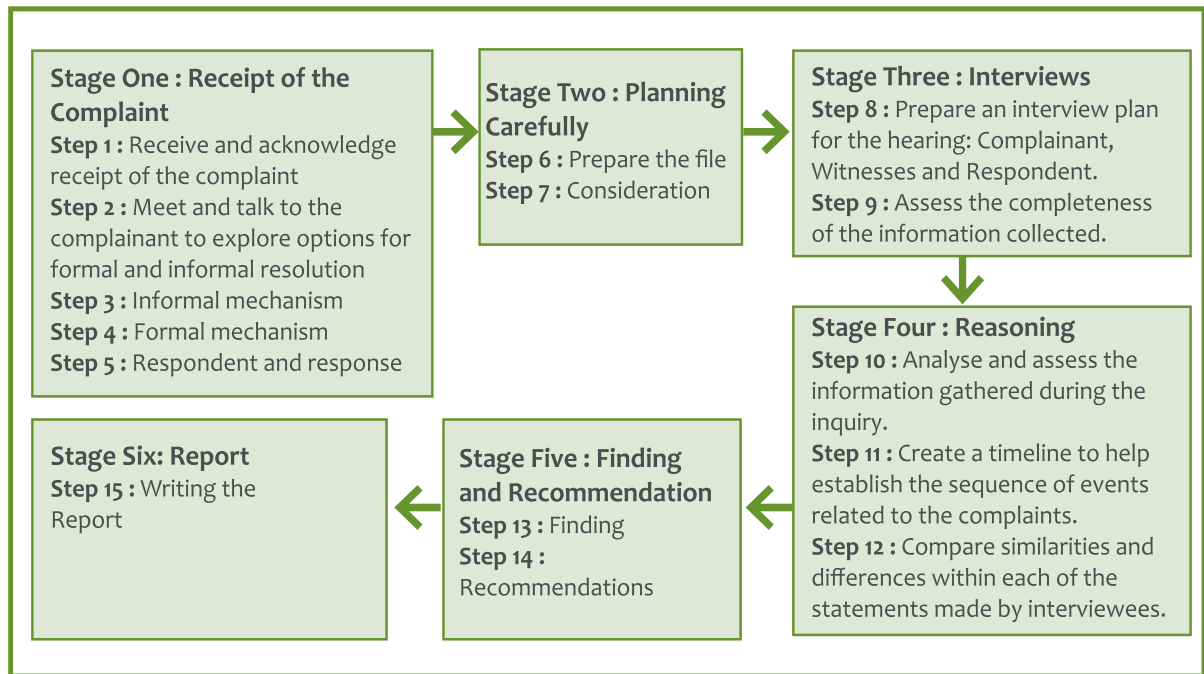 Stage One : Receipt of the
Complaint
Step 1 : Receive and acknowledge
receipt of the complaint
Step 2 : Meet and talk to the
complainant to explore options for
formal and informal resolution
Step 3 : Informal mechanism
Step 4 : Formal mechanism
Step 5 : Respondent and response
Stage Two : Planning
Carefully
Step 6 : Prepare the file
Step 7 : Consideration
Stage Three : Interviews
Step 8 : Prepare an interview plan
for the hearing: Complainant,
Witnesses and Respondent.
Step 9 : Assess the completeness
of the information collected.
Stage Four : Reasoning
Step 10 : Analyse and assess the
information gathered during the
inquiry.
Step 11 : Create a timeline to help
establish the sequence of events
related to the complaints.
Step 12 : Compare similarities and
differences within each of the
statements made by interviewees.
Stage Five : Finding
and Recommendation
Step 13 : Finding
Step 14 :
Recommendations
Stage Six: Report
Step 15 : Writing the
Report